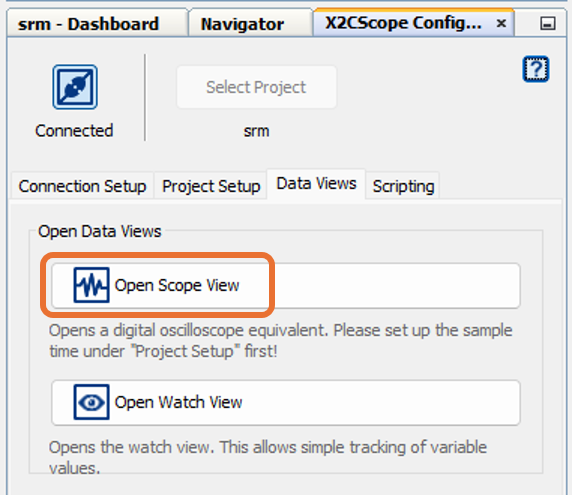 srm - Dashboard
Navigator
X2CScope Config... ×
?
Select Project
Connected
srm
Connection Setup
Project Setup
Data Views
Scripting
Open Data Views
Open Scope View
Opens a digital oscilloscope equivalent. Please set up the sample
time under "Project Setup" first!
Open Watch View
Opens the watch view. This allows simple tracking of variable
values.